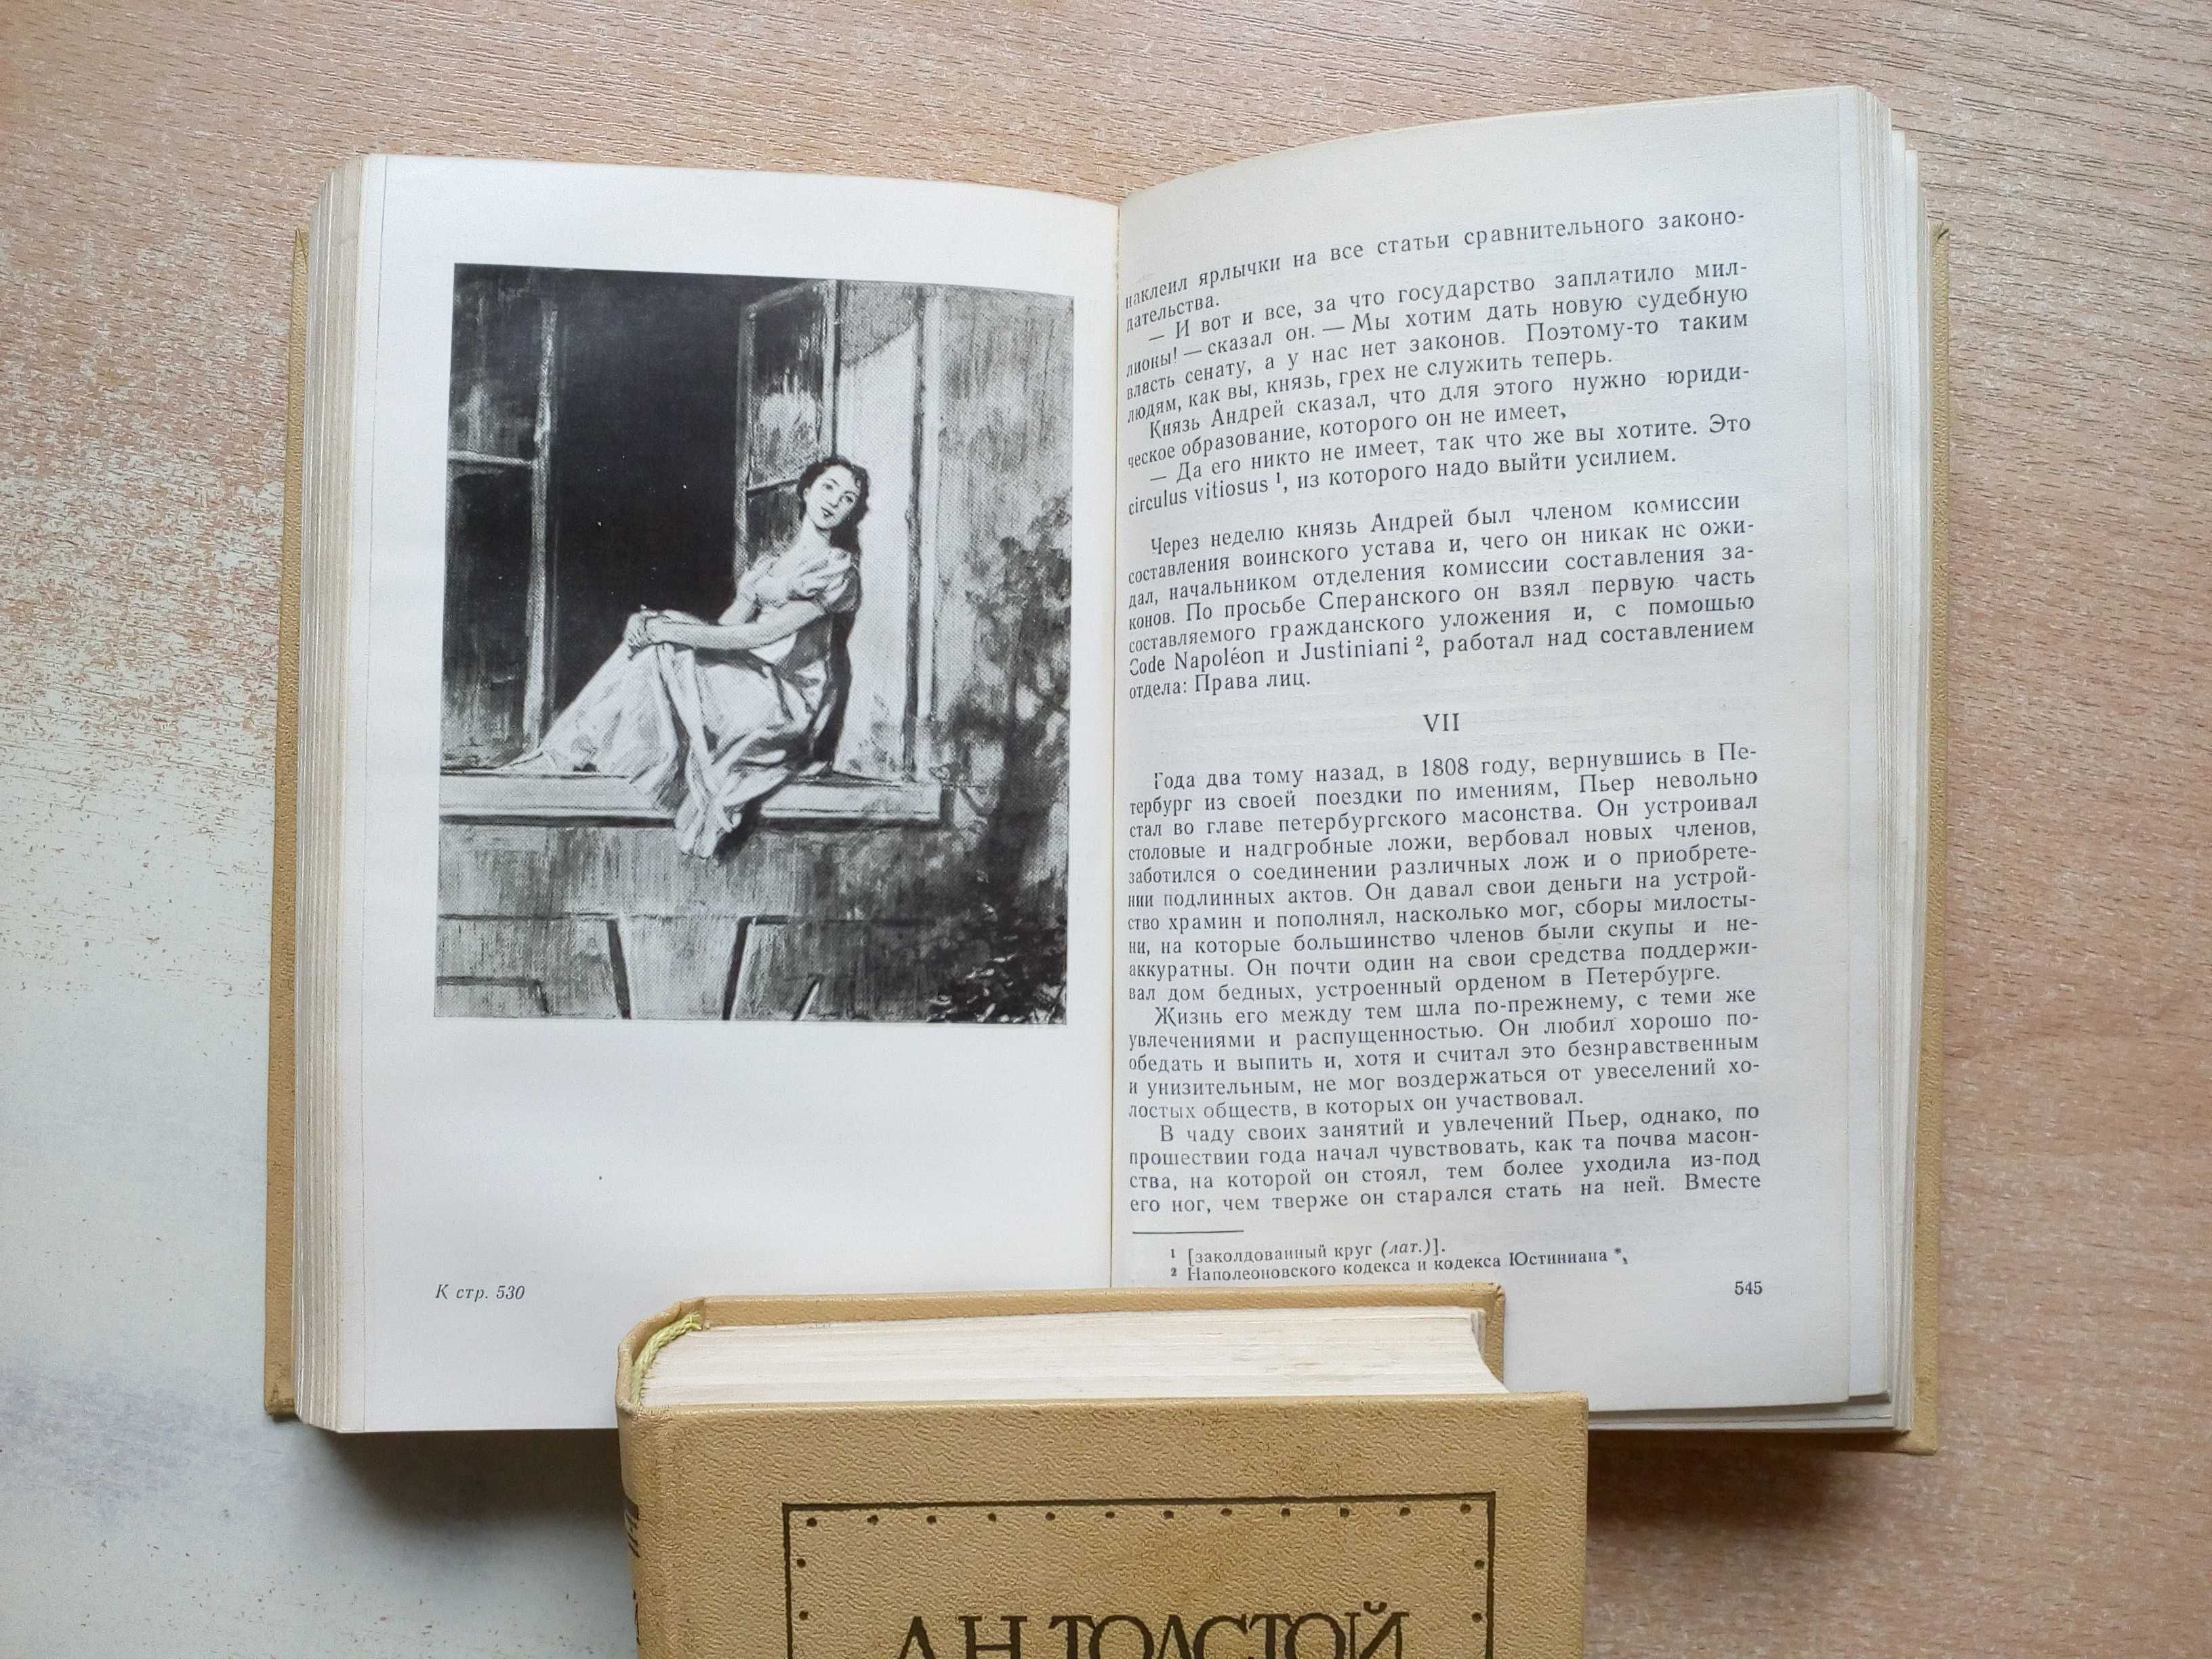 К стр. 530
наклеил ярлычки на все статьи сравнительного законо-
дательства.
— И вот и все, за что государство заплатило мил-
лионы! — сказал он. — Мы хотим дать новую судебную
власть сенату, а у нас нет законов. Поэтому-то таким
людям, как вы, князь, грех не служить теперь.
Князь Андрей сказал, что для этого нужно юриди-
ческое образование, которого он не имеет,
— Да его никто не имеет, так что же вы хотите. Это
circulus vitiosus ¹, из которого надо выйти усилием.
Через неделю князь Андрей был членом комиссии
составления воинского устава и, чего он никак не ожи-
дал, начальником отделения комиссии составления за-
конов. По просьбе Сперанского он взял первую часть
составляемого гражданского уложения и, с помощью
Code Napoléon и Justiniani ², работал над составлением
отдела: Права лиц.
VII
Года два тому назад, в 1808 году, вернувшись в Пе-
тербург из своей поездки по имениям, Пьер невольно
стал во главе петербургского масонства. Он устроивал
столовые и надгробные ложи, вербовал новых членов,
заботился о соединении различных лож и о приобрете-
нии подлинных актов. Он давал свои деньги на устрой-
ство храмин и пополнял, насколько мог, сборы милосты-
ни, на которые большинство членов были скупы и не-
аккуратны. Он почти один на свои средства поддержи-
вал дом бедных, устроенный орденом в Петербурге.
Жизнь его между тем шла по-прежнему, с теми же
увлечениями и распущенностью. Он любил хорошо по-
обедать и выпить и, хотя и считал это безнравственным
и унизительным, не мог воздержаться от увеселений хо-
лостых обществ, в которых он участвовал.
В чаду своих занятий и увлечений Пьер, однако, по
прошествии года начал чувствовать, как та почва масон-
ства, на которой он стоял, тем более уходила из-под
его ног, чем тверже он старался стать на ней. Вместе
¹ [заколдованный круг (лат.)].
² Наполеоновского кодекса и кодекса Юстиниана *,
545
Л.Н.ТОЛСТОЙ